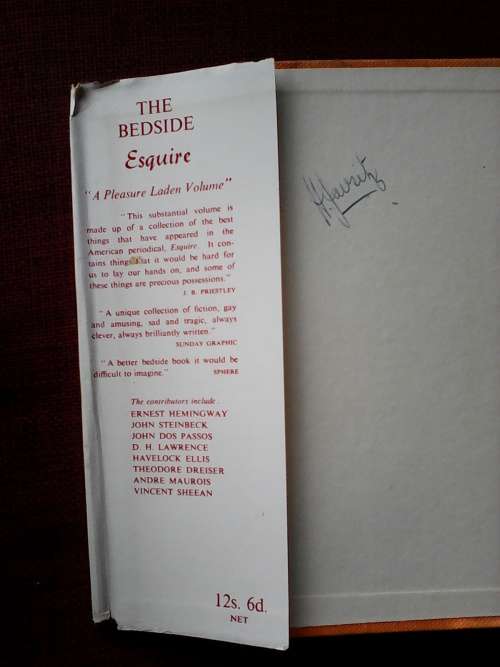 THE
BEDSIDE
Esquire
"A Pleasure Laden Volume"
"This substantial volume is
made up of a collection of the best
things that have appeared in the
American periodical, Esquire. It con-
tains things that it would be hard for
us to lay our hands on, and some of
these things are precious possessions."
J. B. PRIESTLEY
"A unique collection of fiction, gay
and amusing, sad and tragic, always
clever, always brilliantly written."
SUNDAY GRAPHIC
"A better bedside book it would be
difficult to imagine." SPHERE
The contributors include
ERNEST HEMINGWAY
JOHN STEINBECK
JOHN DOS PASSOS
D. H. LAWRENCE
HAVELOCK ELLIS
THEODORE DREISER
ANDRE MAUROIS
VINCENT SHEEAN
12s. 6d.
NET